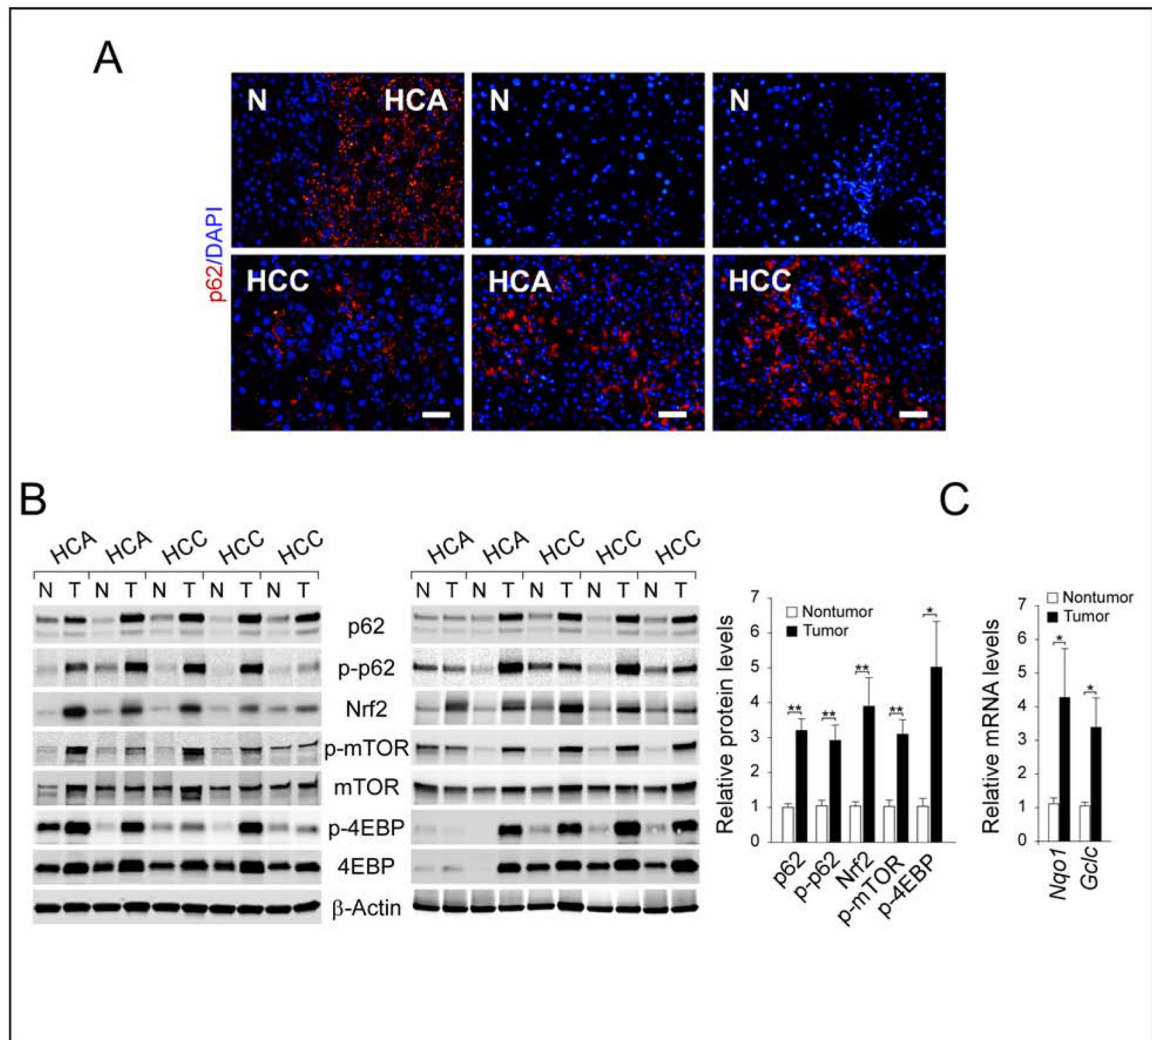 A
N HCA N N
p62/DAPI
HCC HCA HCC
B
HCA HCA HCC HCC HCC
N T N T N T N T N T
HCA HCA HCC HCC HCC
N T N T N T N T N T
p62
p-p62
Nrf2
p-mTOR
mTOR
p-4EBP
4EBP
β-Actin
Relative protein levels
7
6
5
4
3
2
1
0
Nontumor
Tumor
** ** ** ** *
p62 p-p62 Nrf2 p-mTOR p-4EBP
C
Relative mRNA levels
7
6
5
4
3
2
1
0
Nontumor
Tumor
* *
Nqo1 Gclc